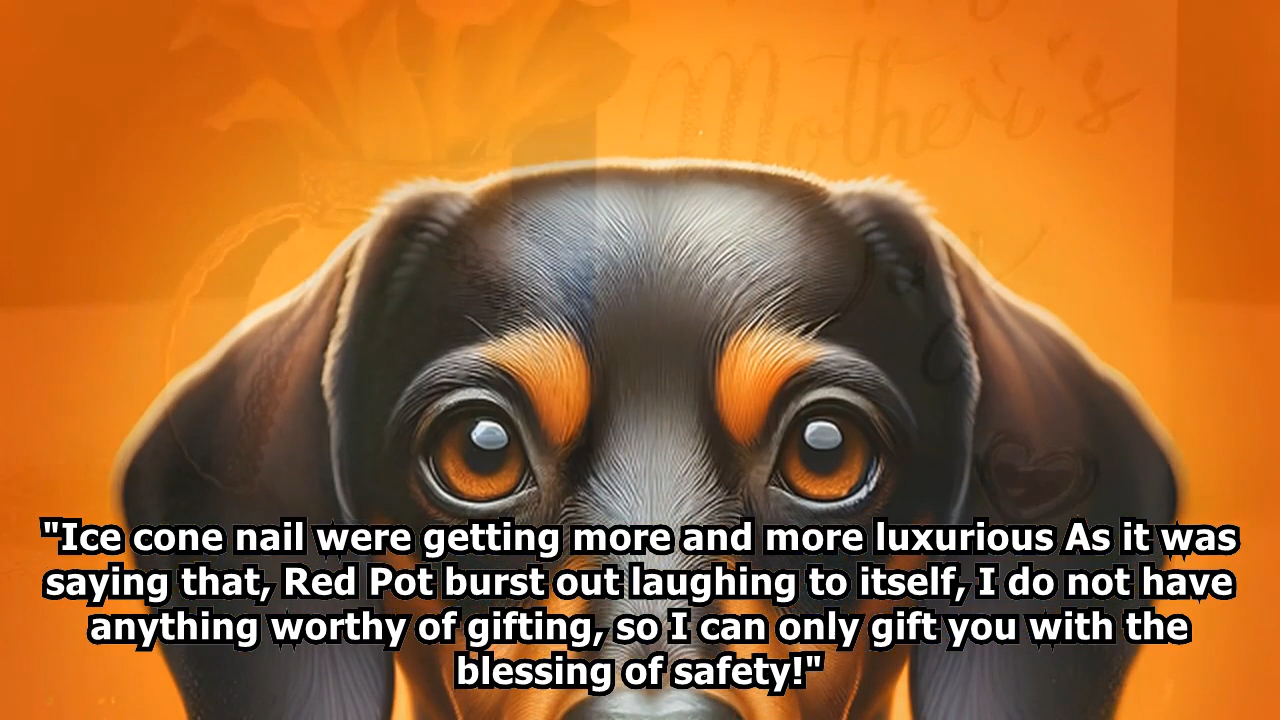 Mother's
"Ice cone nail were getting more and more luxurious As it was
saying that, Red Pot burst out laughing to itself, I do not have
anything worthy of gifting, so I can only gift you with the
blessing of safety!"